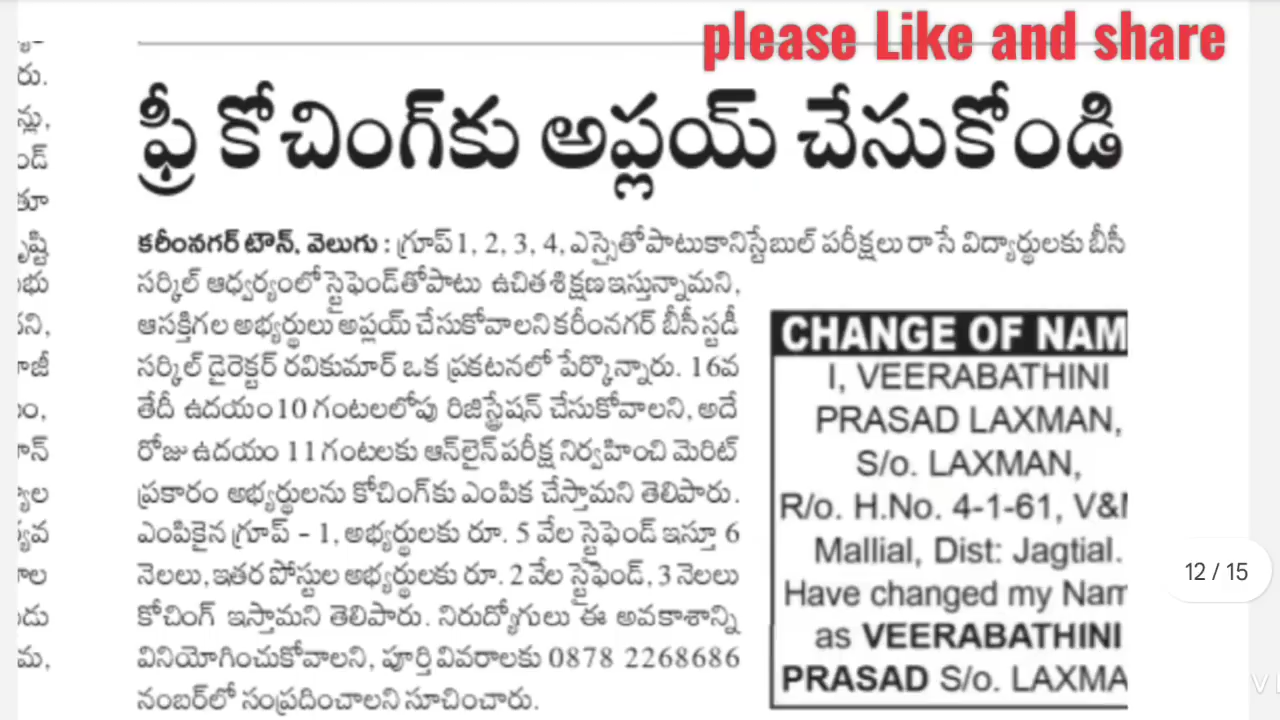 please Like and share
ఫ్రీ కోచింగ్‌కు అప్లయ్ చేసుకోండి
కరీంనగర్ టౌన్, వెలుగు : గ్రూప్ 1, 2, 3, 4, ఎస్సైతోపాటు కానిస్టేబుల్ పరీక్షలు రాసే విద్యార్థులకు బీసీ
సర్కిల్ ఆధ్వర్యంలో స్టైఫెండ్‌తోపాటు ఉచిత శిక్షణ ఇస్తున్నామని,
ఆసక్తిగల అభ్యర్థులు అప్లయ్ చేసుకోవాలని కరీంనగర్ బీసీ స్టడీ
సర్కిల్ డైరెక్టర్ రవికుమార్ ఒక ప్రకటనలో పేర్కొన్నారు. 16వ
తేదీ ఉదయం 10 గంటలలోపు రిజిస్ట్రేషన్ చేసుకోవాలని, అదే
రోజు ఉదయం 11 గంటలకు ఆన్‌లైన్ పరీక్ష నిర్వహించి మెరిట్
ప్రకారం అభ్యర్థులను కోచింగ్‌కు ఎంపిక చేస్తామని తెలిపారు.
ఎంపికైన గ్రూప్ - 1, అభ్యర్థులకు రూ. 5 వేల స్టైఫెండ్ ఇస్తూ 6
నెలలు, ఇతర పోస్టుల అభ్యర్థులకు రూ. 2 వేల స్టైఫెండ్, 3 నెలలు
కోచింగ్ ఇస్తామని తెలిపారు. నిరుద్యోగులు ఈ అవకాశాన్ని
వినియోగించుకోవాలని, పూర్తి వివరాలకు 0878 2268686
నంబర్‌లో సంప్రదించాలని సూచించారు.
CHANGE OF NAM
I, VEERABATHINI
PRASAD LAXMAN,
S/o. LAXMAN,
R/o. H.No. 4-1-61, V&
Mallial, Dist: Jagtial.
Have changed my Nam
as VEERABATHINI
PRASAD S/o. LAXMA
12 / 15